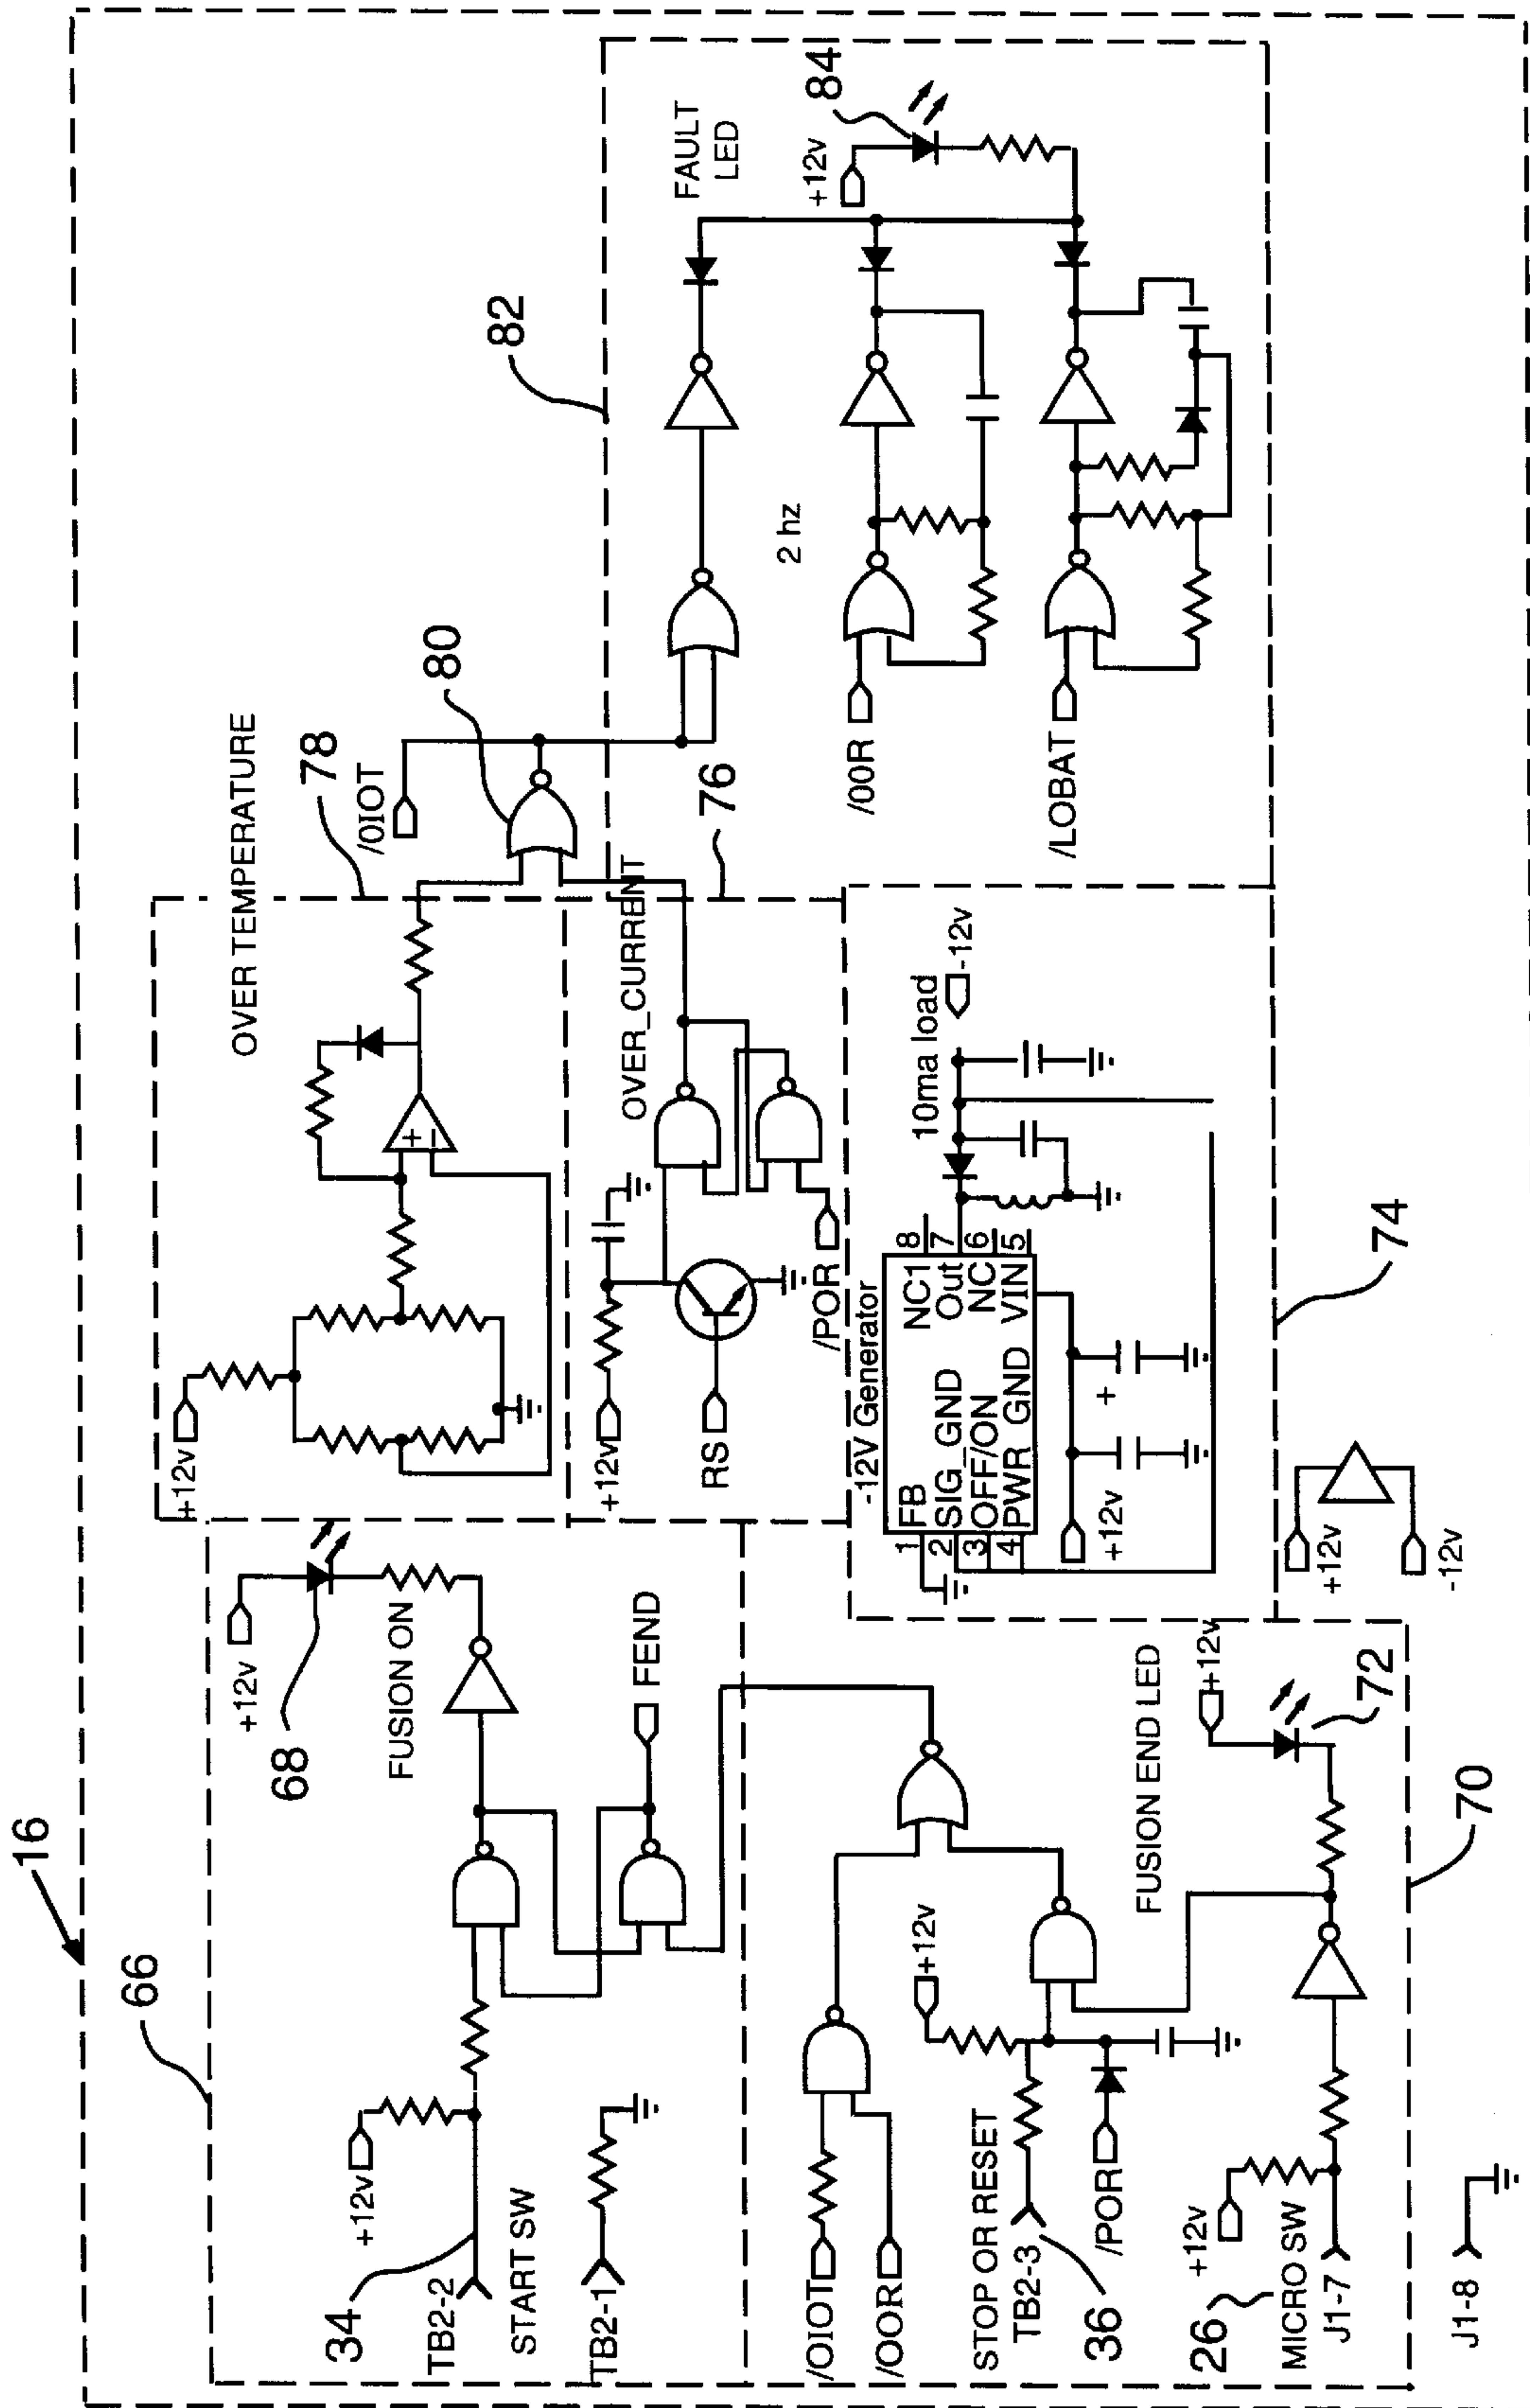 16
66
34
TB2-2
START SW
TB2-1
+12v
+12v
68
FUSION ON
FEND
/OIOT
/OOR
STOP OR RESET
TB2-3
36
/POR
+12v
26
MICRO SW
J1-7
+12v
J1-8
FUSION END LED
+12v
72
70
+12v
OVER TEMPERATURE
78
+
−
+12v
RS
OVER_CURRENT
/POR
76
/0IOT
80
-12V Generator
1
2
3
4
FB
SIG_GND
OFF/ON
PWR GND
NC1
Out
NC
VIN
8
7
6
5
+12v
+
10ma load
-12v
74
+12v
-12v
82
FAULT
LED
84
+12v
2 hz
/00R
/LOBAT